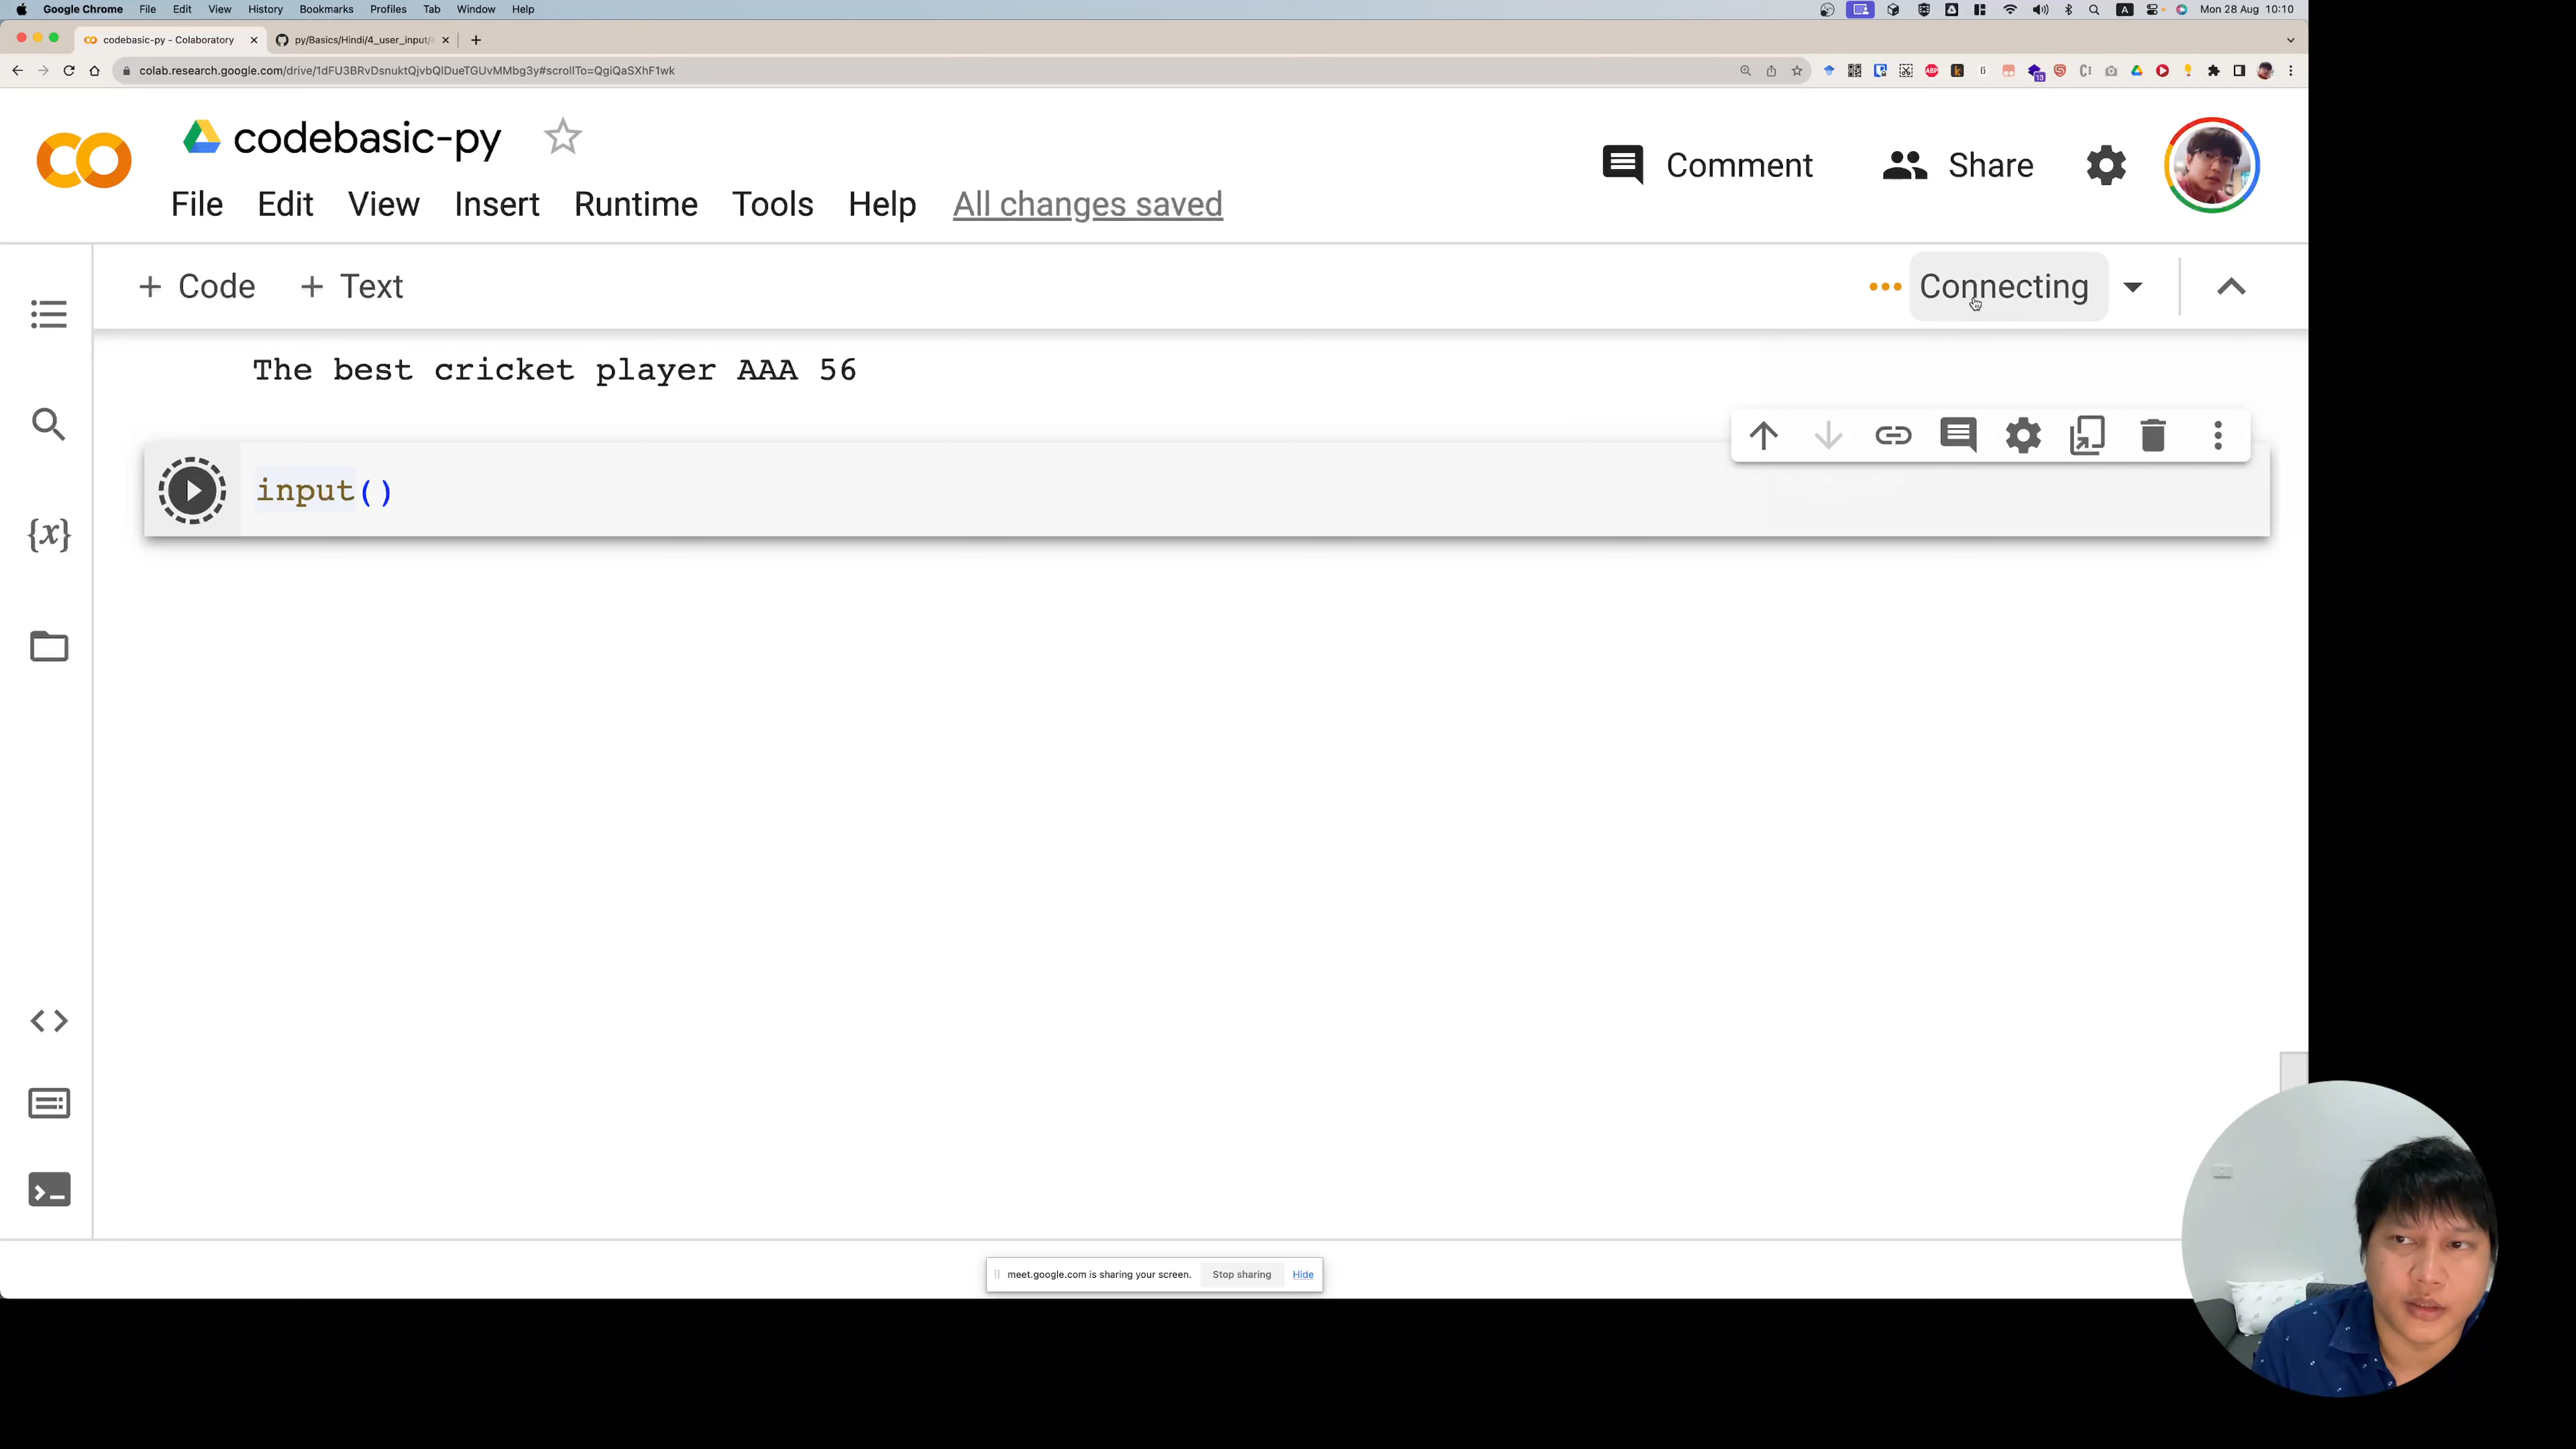 Google Chrome File Edit View History Bookmarks Profiles Tab Window Help A Mon 28 Aug 10:10
codebasic-py - Colaboratory py/Basics/Hindi/4_user_input/
colab.research.google.com/drive/1dFU3BRvDsnuktQjvbQlDueTGUvMMbg3y#scrollTo=QgiQaSXhF1wk ABP 13
codebasic-py
Comment Share
File Edit View Insert Runtime Tools Help All changes saved
+ Code + Text Connecting
The best cricket player AAA 56
input()
{x}
meet.google.com is sharing your screen. Stop sharing Hide